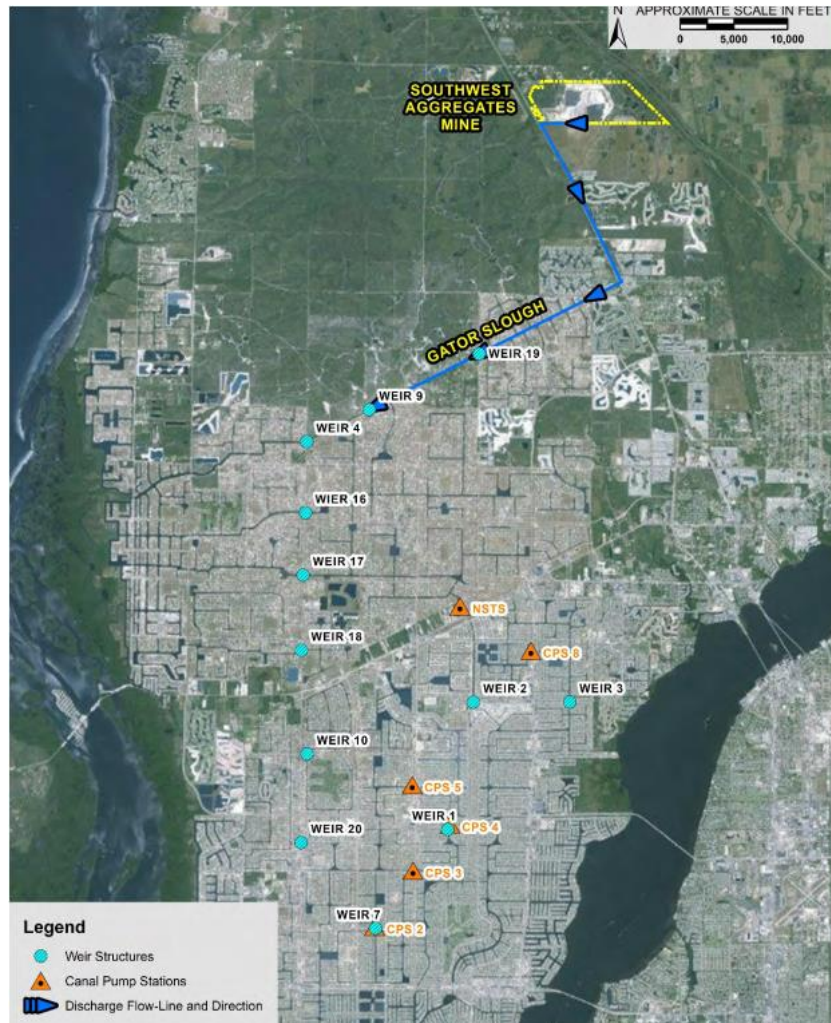 N APPROXIMATE SCALE IN FEET
0 5,000 10,000
SOUTHWEST
AGGREGATES
MINE
GATOR SLOUGH
WEIR 19
WEIR 9
WEIR 4
WIER 16
WEIR 17
NSTS
WEIR 18
CPS 8
WEIR 2
WEIR 3
WEIR 10
CPS 5
WEIR 1
CPS 4
WEIR 20
CPS 3
WEIR 7
CPS 2
Legend
Weir Structures
Canal Pump Stations
Discharge Flow-Line and Direction